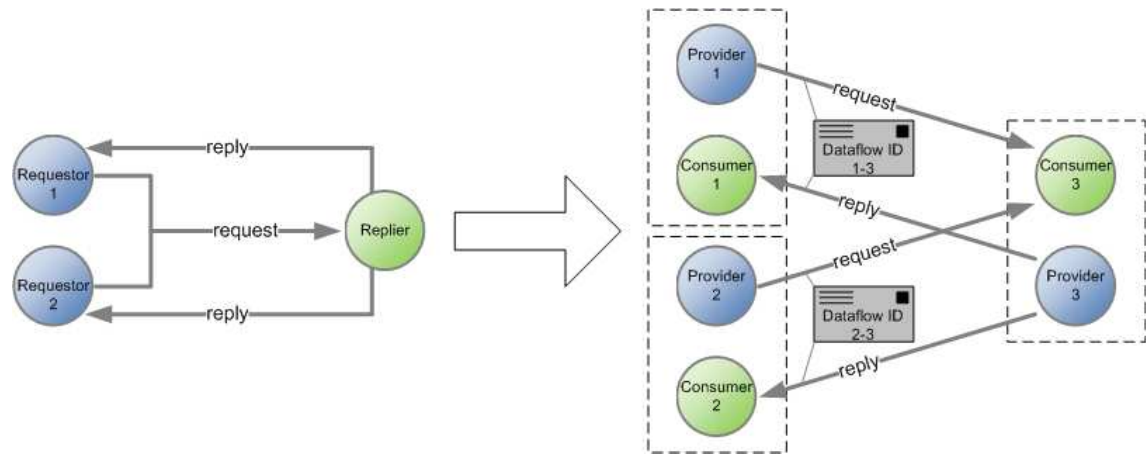 Requestor
1
Requestor
2
reply
request
reply
Replier
Provider
1
Consumer
1
Provider
2
Consumer
2
request
Dataflow ID
1-3
reply
request
Dataflow ID
2-3
reply
Consumer
3
Provider
3